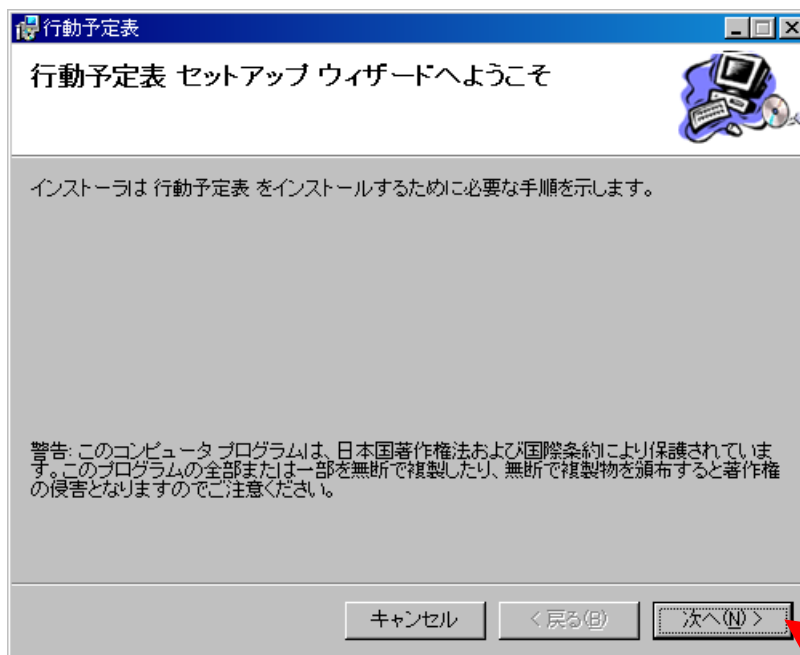 行動予定表
行動予定表 セットアップ ウィザードへようこそ
インストーラは 行動予定表 をインストールするために必要な手順を示します。
警告: このコンピュータ プログラムは、日本国著作権法および国際条約により保護されていま
す。このプログラムの全部または一部を無断で複製したり、無断で複製物を頒布すると著作権
の侵害となりますのでご注意ください。
キャンセル
< 戻る(B)
次へ(N) >